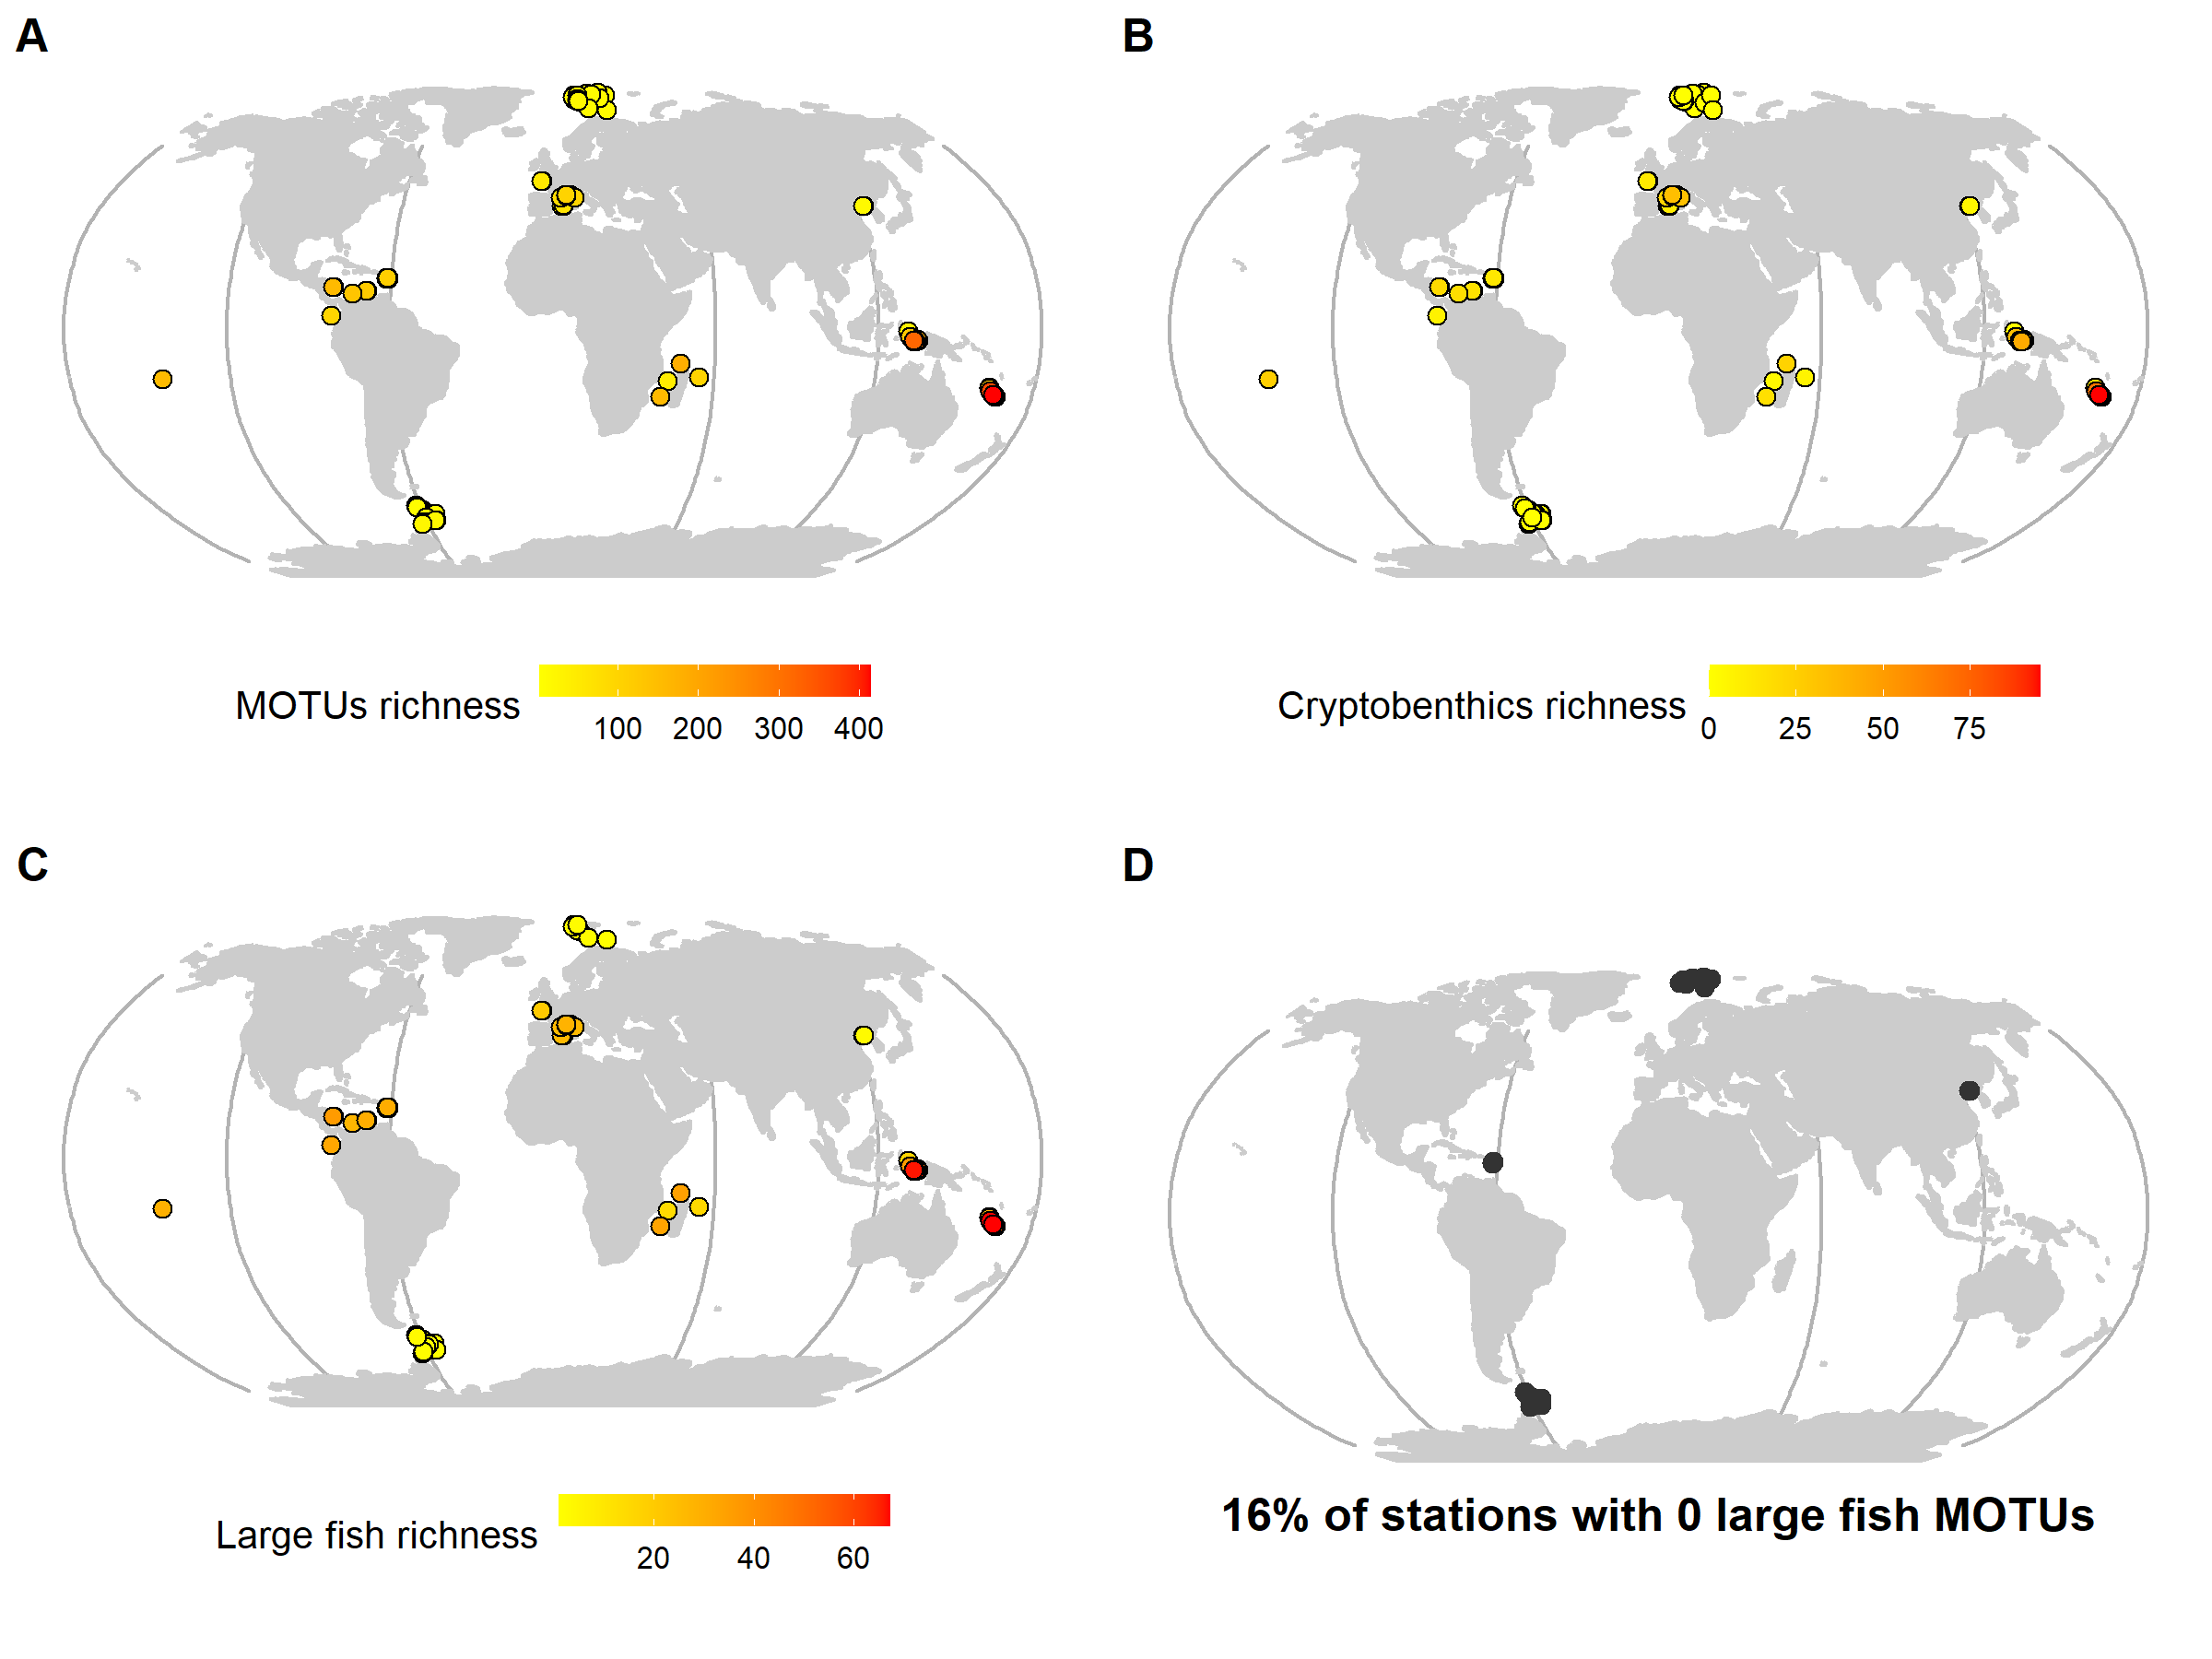 A
B
MOTUs richness
100 200 300 400
Cryptobenthics richness
0 25 50 75
C
D
Large fish richness
20 40 60
16% of stations with 0 large fish MOTUs